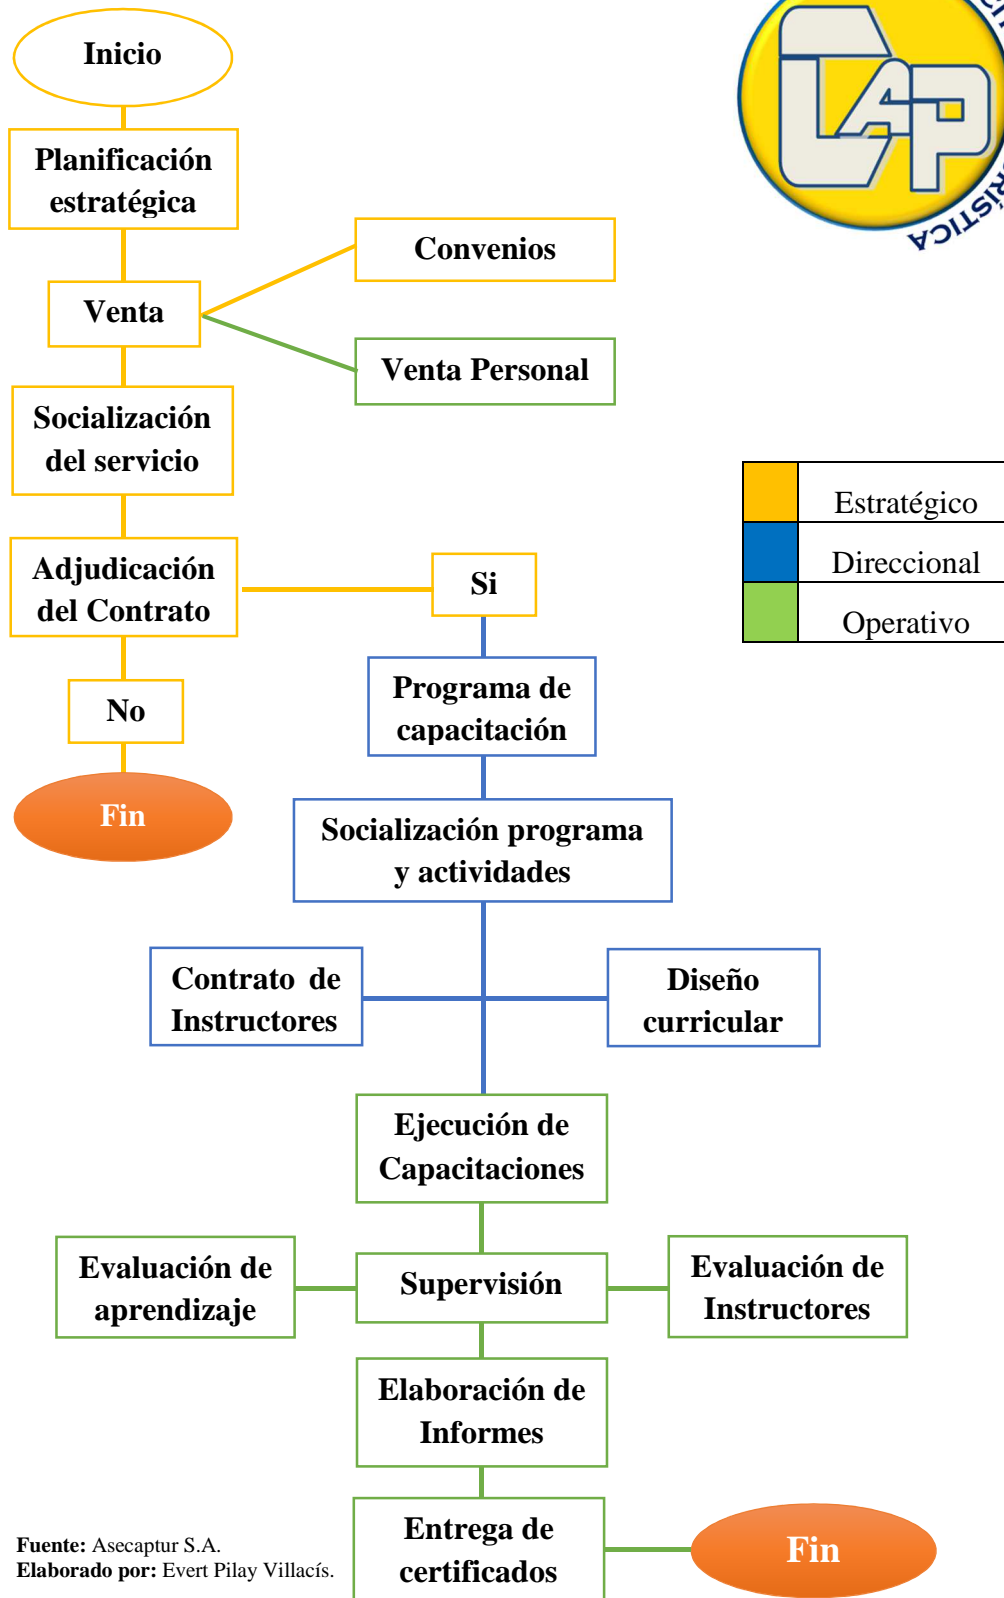 Inicio
Planificación
estratégica
Venta
Convenios
Venta Personal
Socialización
del servicio
Adjudicación
del Contrato
Si
No
Fin
Estratégico
Direccional
Operativo
Programa de
capacitación
Socialización programa
y actividades
Contrato de
Instructores
Diseño
curricular
Ejecución de
Capacitaciones
Evaluación de
aprendizaje
Supervisión
Evaluación de
Instructores
Elaboración de
Informes
Entrega de
certificados
Fin
Fuente: Asecaptur S.A.
Elaborado por: Evert Pilay Villacís.